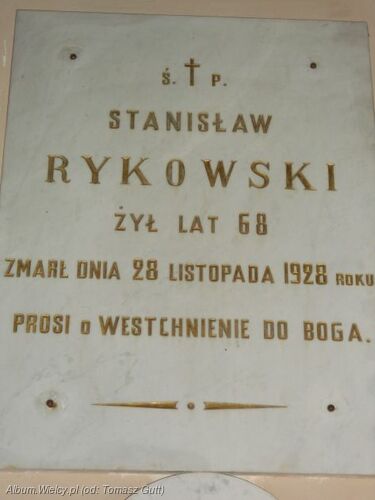 Ś. † P.
STANISŁAW
RYKOWSKI
ŻYŁ LAT 68
ZMARŁ DNIA 28 LISTOPADA 1928 ROKU
PROSI o WESTCHNIENIE DO BOGA.
Album.Wielcy.pl (od: Tomasz Gutt)